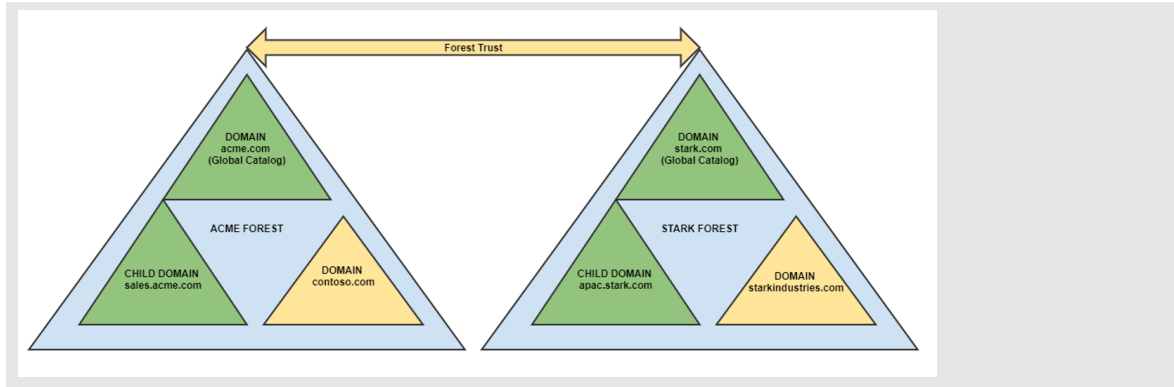 Forest Trust
DOMAIN
acme.com
(Global Catalog)
ACME FOREST
CHILD DOMAIN
sales.acme.com
DOMAIN
contoso.com
DOMAIN
stark.com
(Global Catalog)
STARK FOREST
CHILD DOMAIN
apac.stark.com
DOMAIN
starkindustries.com